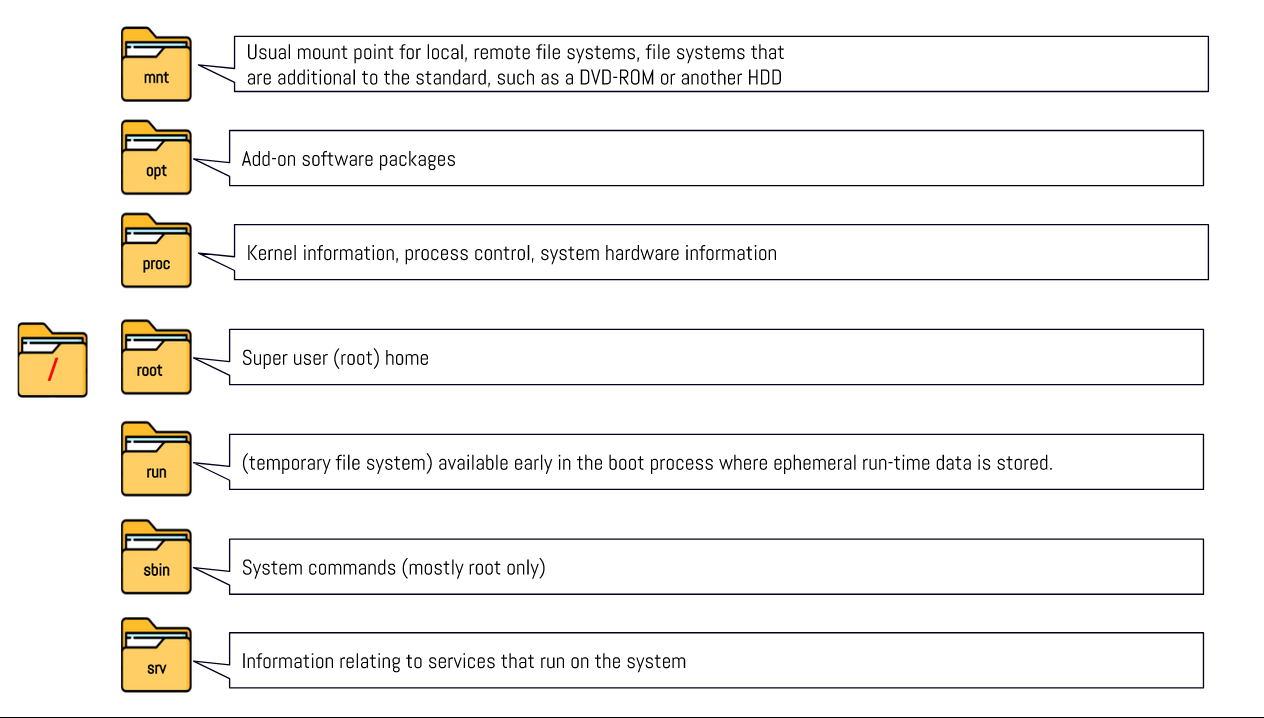 mnt
Usual mount point for local, remote file systems, file systems that
are additional to the standard, such as a DVD-ROM or another HDD
opt
Add-on software packages
proc
Kernel information, process control, system hardware information
/
root
Super user (root) home
run
(temporary file system) available early in the boot process where ephemeral run-time data is stored.
sbin
System commands (mostly root only)
srv
Information relating to services that run on the system